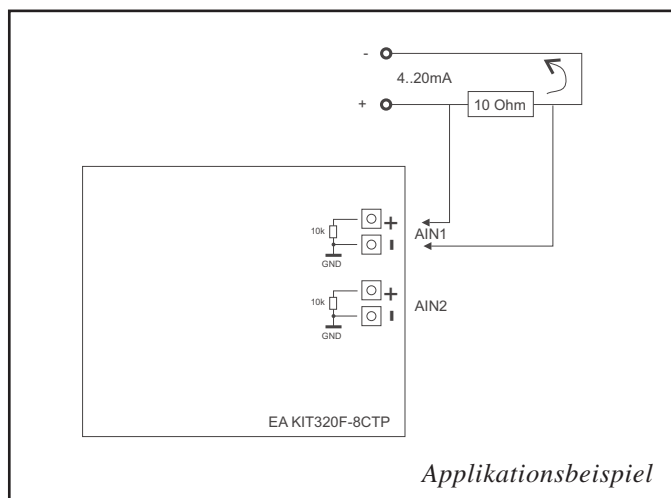 -
4..20mA
+
10 Ohm
+
10k
AIN1
-
GND
+
10k
AIN2
-
GND
EA KIT320F-8CTP
Applikationsbeispiel